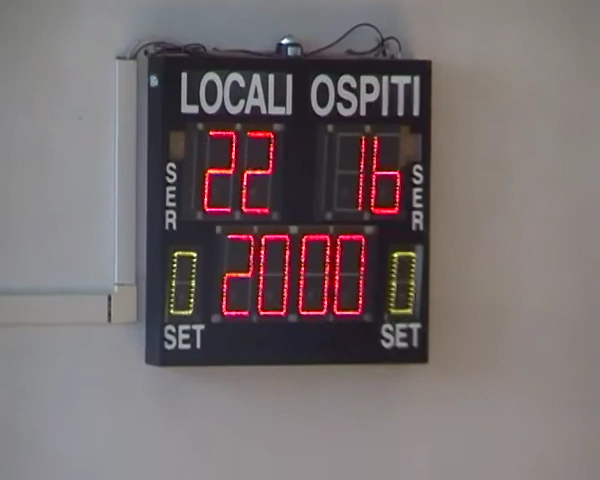 LOCALI OSPITI
22 16
SER SER
2000
0 0
SET SET